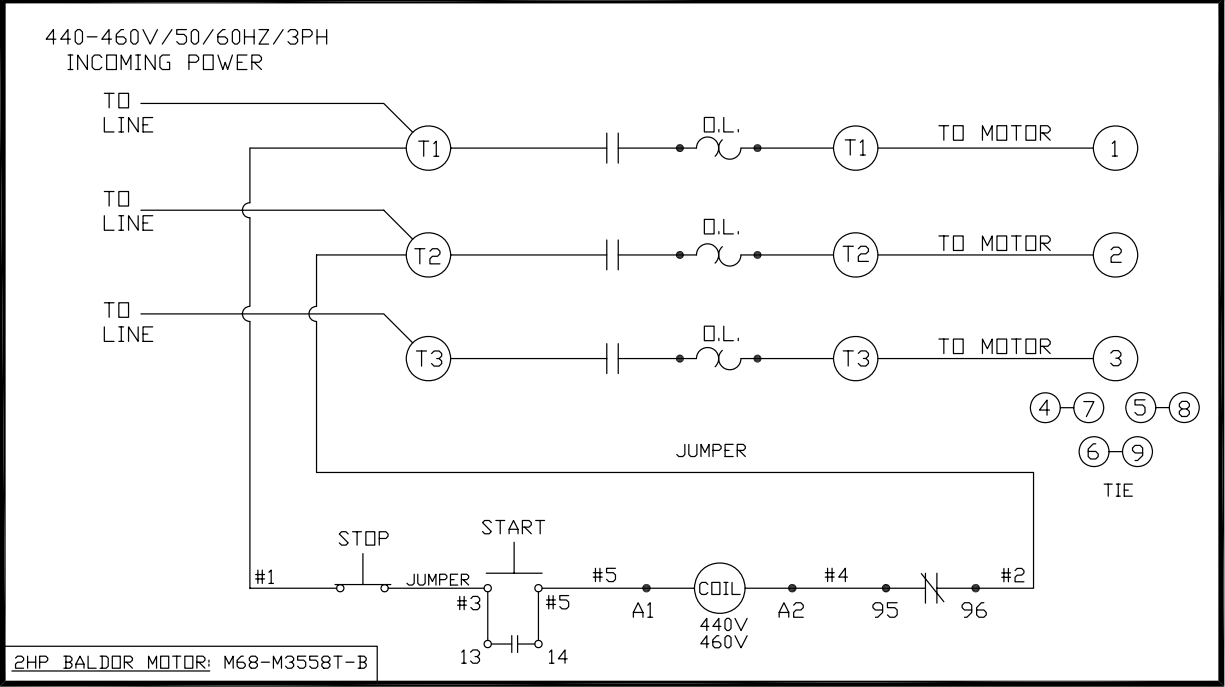 440-460V/50/60HZ/3PH
INCOMING POWER
TO
LINE
T1
O.L.
T1
TO MOTOR
1
TO
LINE
T2
O.L.
T2
TO MOTOR
2
TO
LINE
T3
O.L.
T3
TO MOTOR
3
4
7
5
8
6
9
TIE
JUMPER
STOP
START
#1
JUMPER
#3
#5
#5
A1
COIL
440V
460V
A2
#4
95
96
#2
13
14
2HP BALDOR MOTOR: M68-M3558T-B